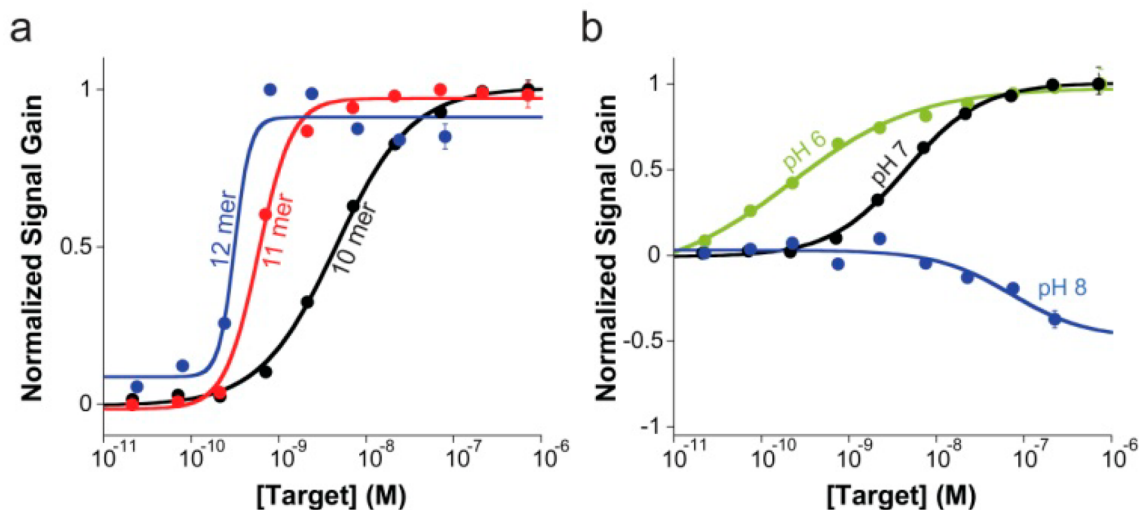 a
Normalized Signal Gain
1
0.5
0
12 mer
11 mer
10 mer
10-11
10-10
10-9
10-8
10-7
10-6
[Target] (M)
b
Normalized Signal Gain
1
0.5
0
-0.5
-1
pH 6
pH 7
pH 8
10-11
10-10
10-9
10-8
10-7
10-6
[Target] (M)